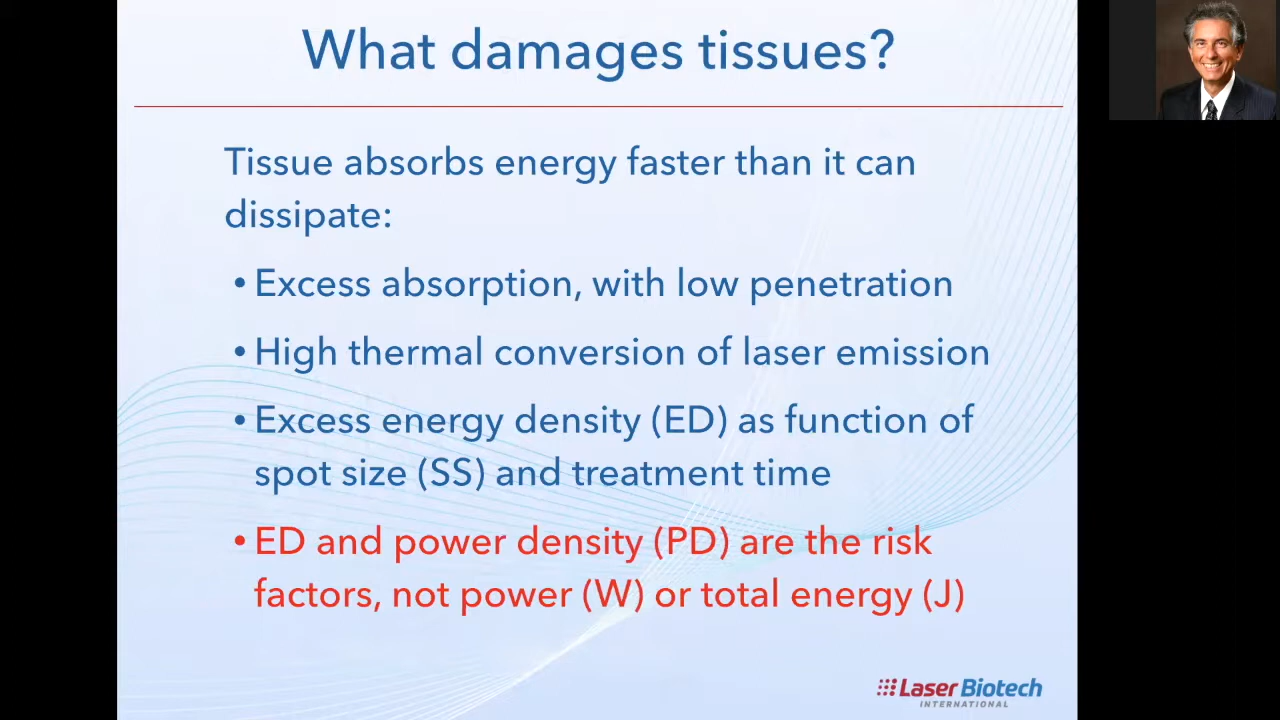 What damages tissues?
Tissue absorbs energy faster than it can
dissipate:
• Excess absorption, with low penetration
• High thermal conversion of laser emission
• Excess energy density (ED) as function of
spot size (SS) and treatment time
• ED and power density (PD) are the risk
factors, not power (W) or total energy (J)
Laser Biotech
INTERNATIONAL